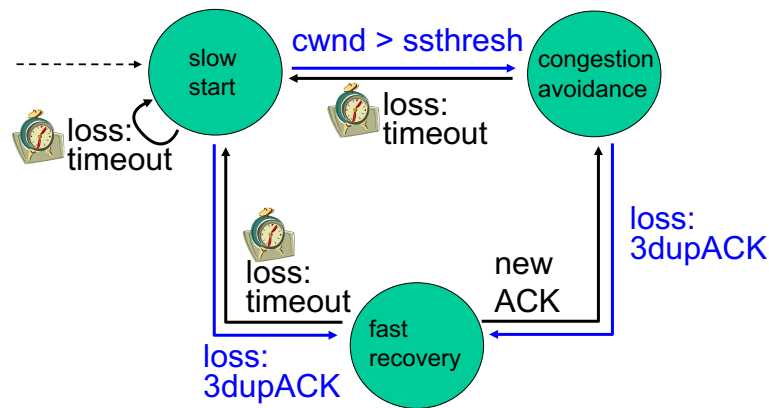 slow
start
cwnd > ssthresh
congestion
avoidance
loss:
timeout
loss:
timeout
loss:
3dupACK
loss:
timeout
new
ACK
fast
recovery
loss:
3dupACK